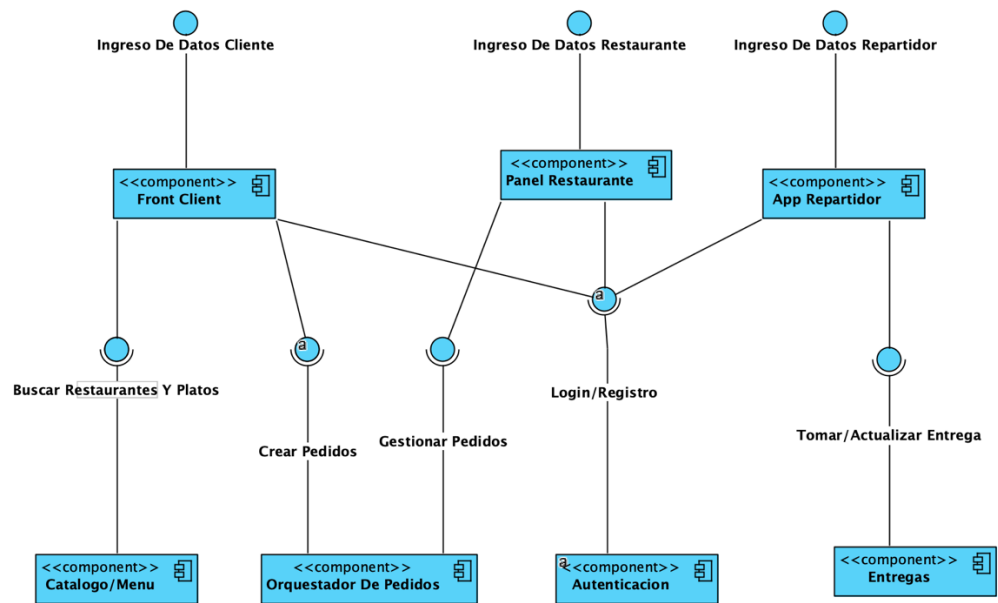 Ingreso De Datos Cliente
Ingreso De Datos Restaurante
Ingreso De Datos Repartidor
<<component>>
Front Client
<<component>>
Panel Restaurante
<<component>>
App Repartidor
a
a
Buscar Restaurantes Y Platos
Login/Registro
Crear Pedidos
Gestionar Pedidos
Tomar/Actualizar Entrega
<<component>>
Catalogo/Menu
<<component>>
Orquestador De Pedidos
a
<<component>>
Autenticacion
<<component>>
Entregas